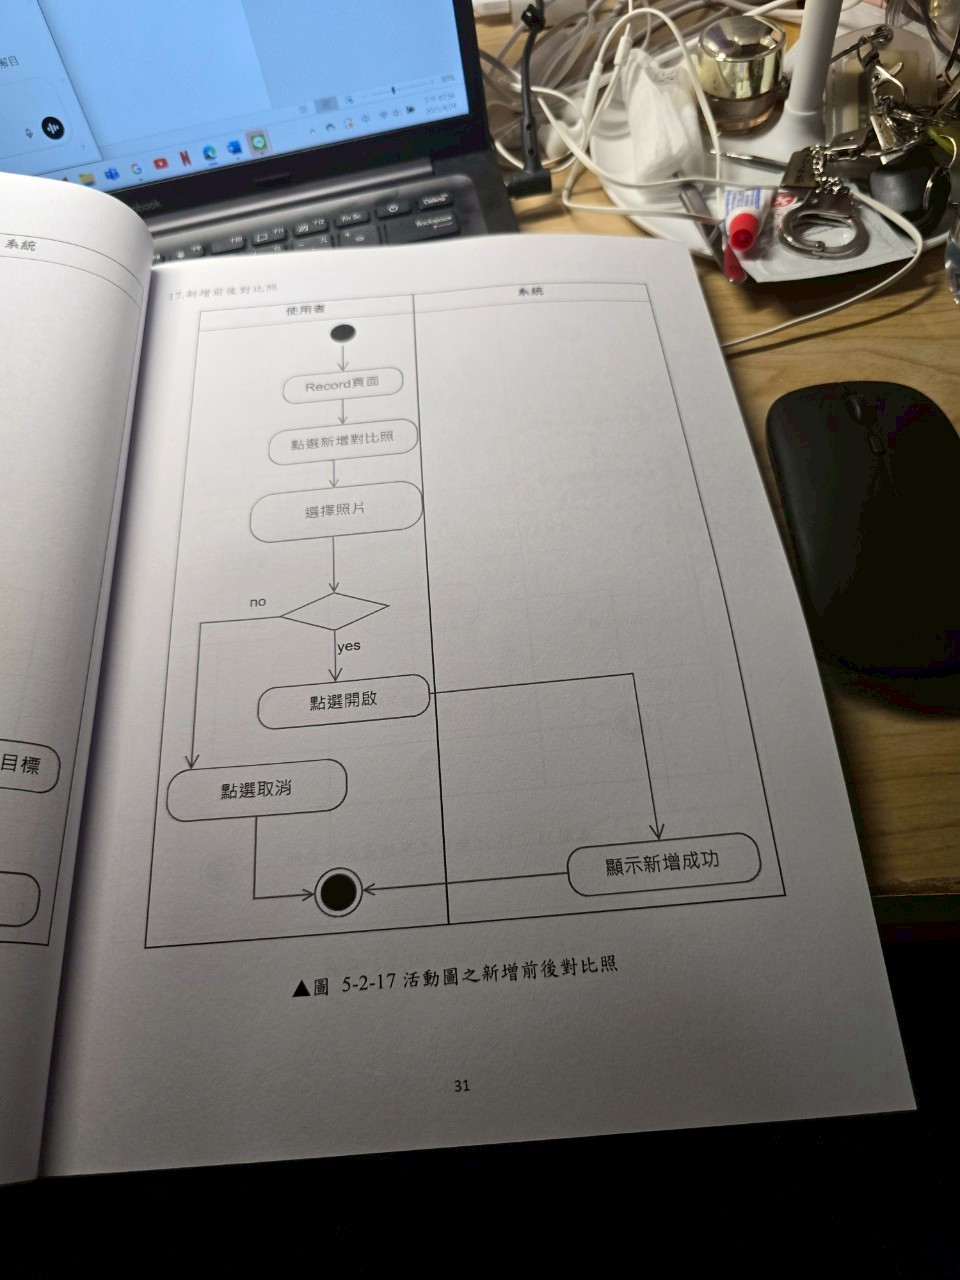 系統
目標
17.新增前後對比照
使用者
系統
Record頁面
點選新增對比照
選擇照片
no
yes
點選開啟
點選取消
顯示新增成功
▲圖 5-2-17 活動圖之新增前後對比照
31